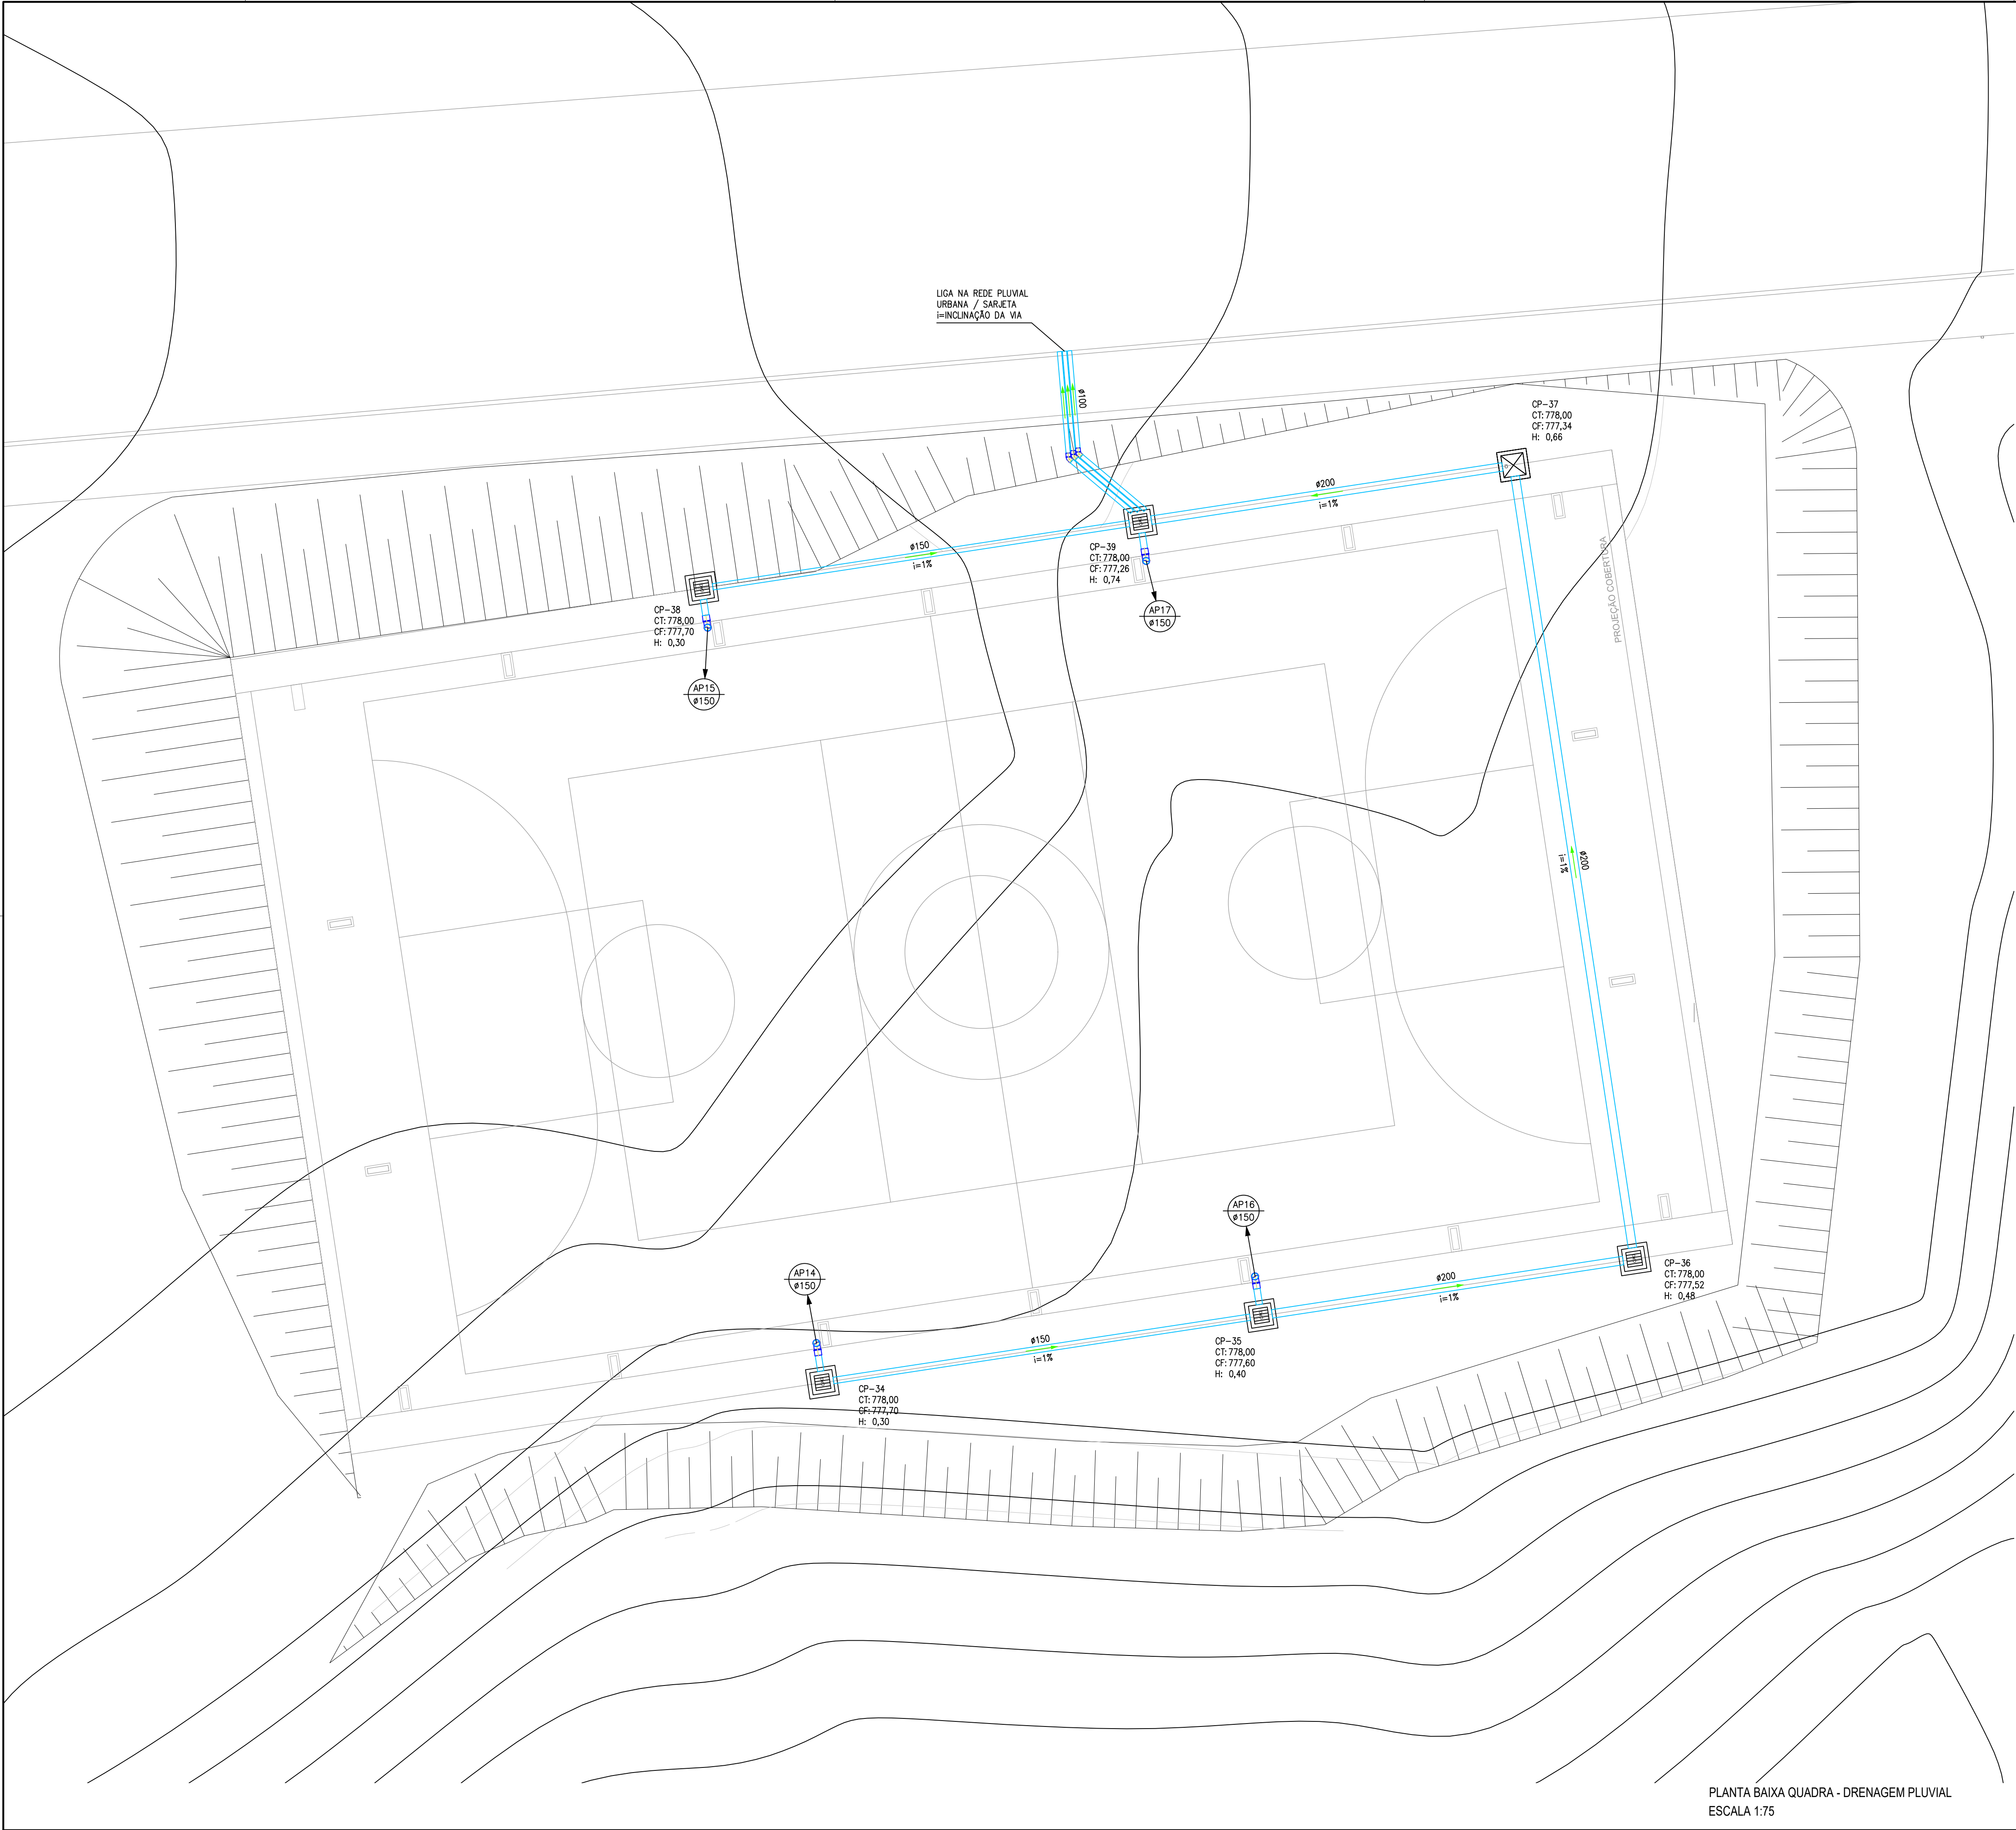 LIGA NA REDE PLUVIAL
URBANA / SARJETA
i=INCLINAÇÃO DA VIA
ø100
CP-37
CT: 778,00
CF: 777,34
H: 0,66
ø200
i=1%
ø150
i=1%
CP-39
CT: 778,00
CF: 777,26
H: 0,74
CP-38
CT: 778,00
CF: 777,70
H: 0,30
AP17
ø150
AP15
ø150
PROJEÇÃO COBERTURA
ø200
i=1%
AP16
ø150
AP14
ø150
CP-36
CT: 778,00
CF: 777,52
H: 0,48
ø200
i=1%
ø150
i=1%
CP-35
CT: 778,00
CF: 777,60
H: 0,40
CP-34
CT: 778,00
CF: 777,70
H: 0,30
PLANTA BAIXA QUADRA - DRENAGEM PLUVIAL
ESCALA 1:75